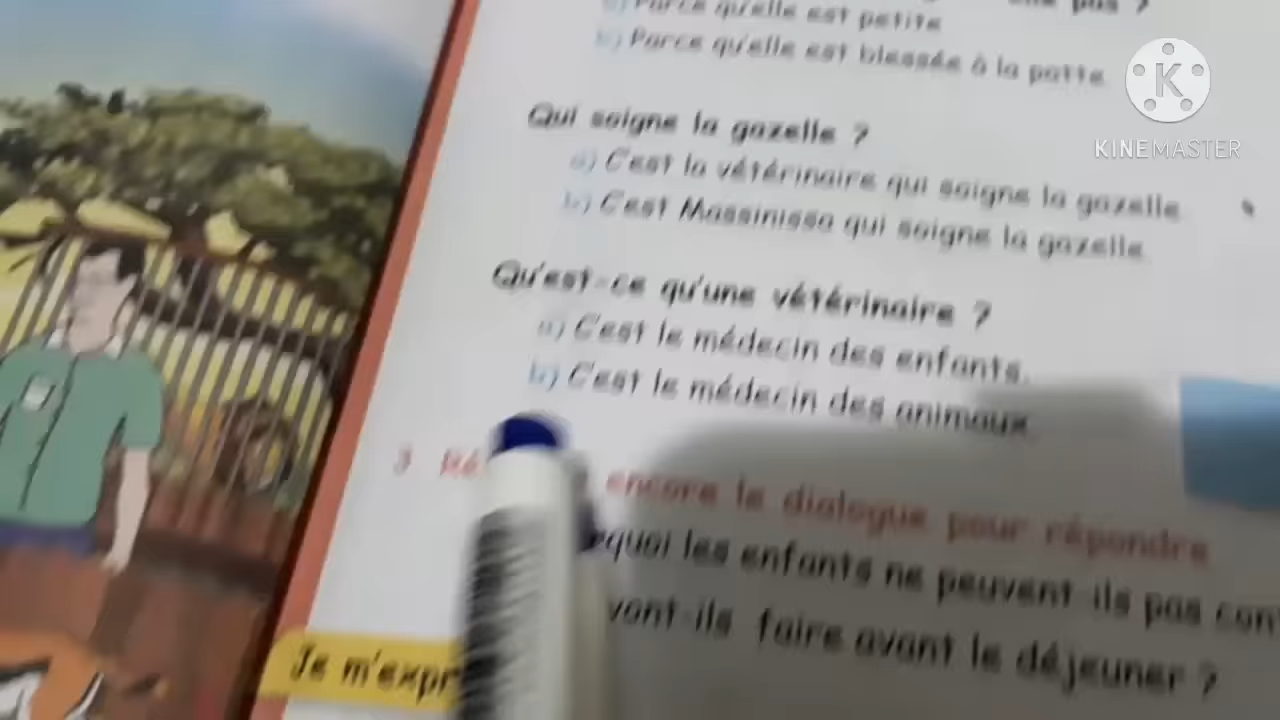 pas ?
Parce qu'elle est petite
b) Parce qu'elle est blessée à la patte
KINEMASTER
Qui soigne la gazelle ?
a) C'est la vétérinaire qui soigne la gazelle
b) C'est Massinissa qui soigne la gazelle
Qu'est-ce qu'une vétérinaire ?
a) C'est le médecin des enfants.
b) C'est le médecin des animaux
3 encore le dialogue pour répondre
les enfants ne peuvent-ils pas
vont-ils faire avant le déjeuner ?
Je m'expr